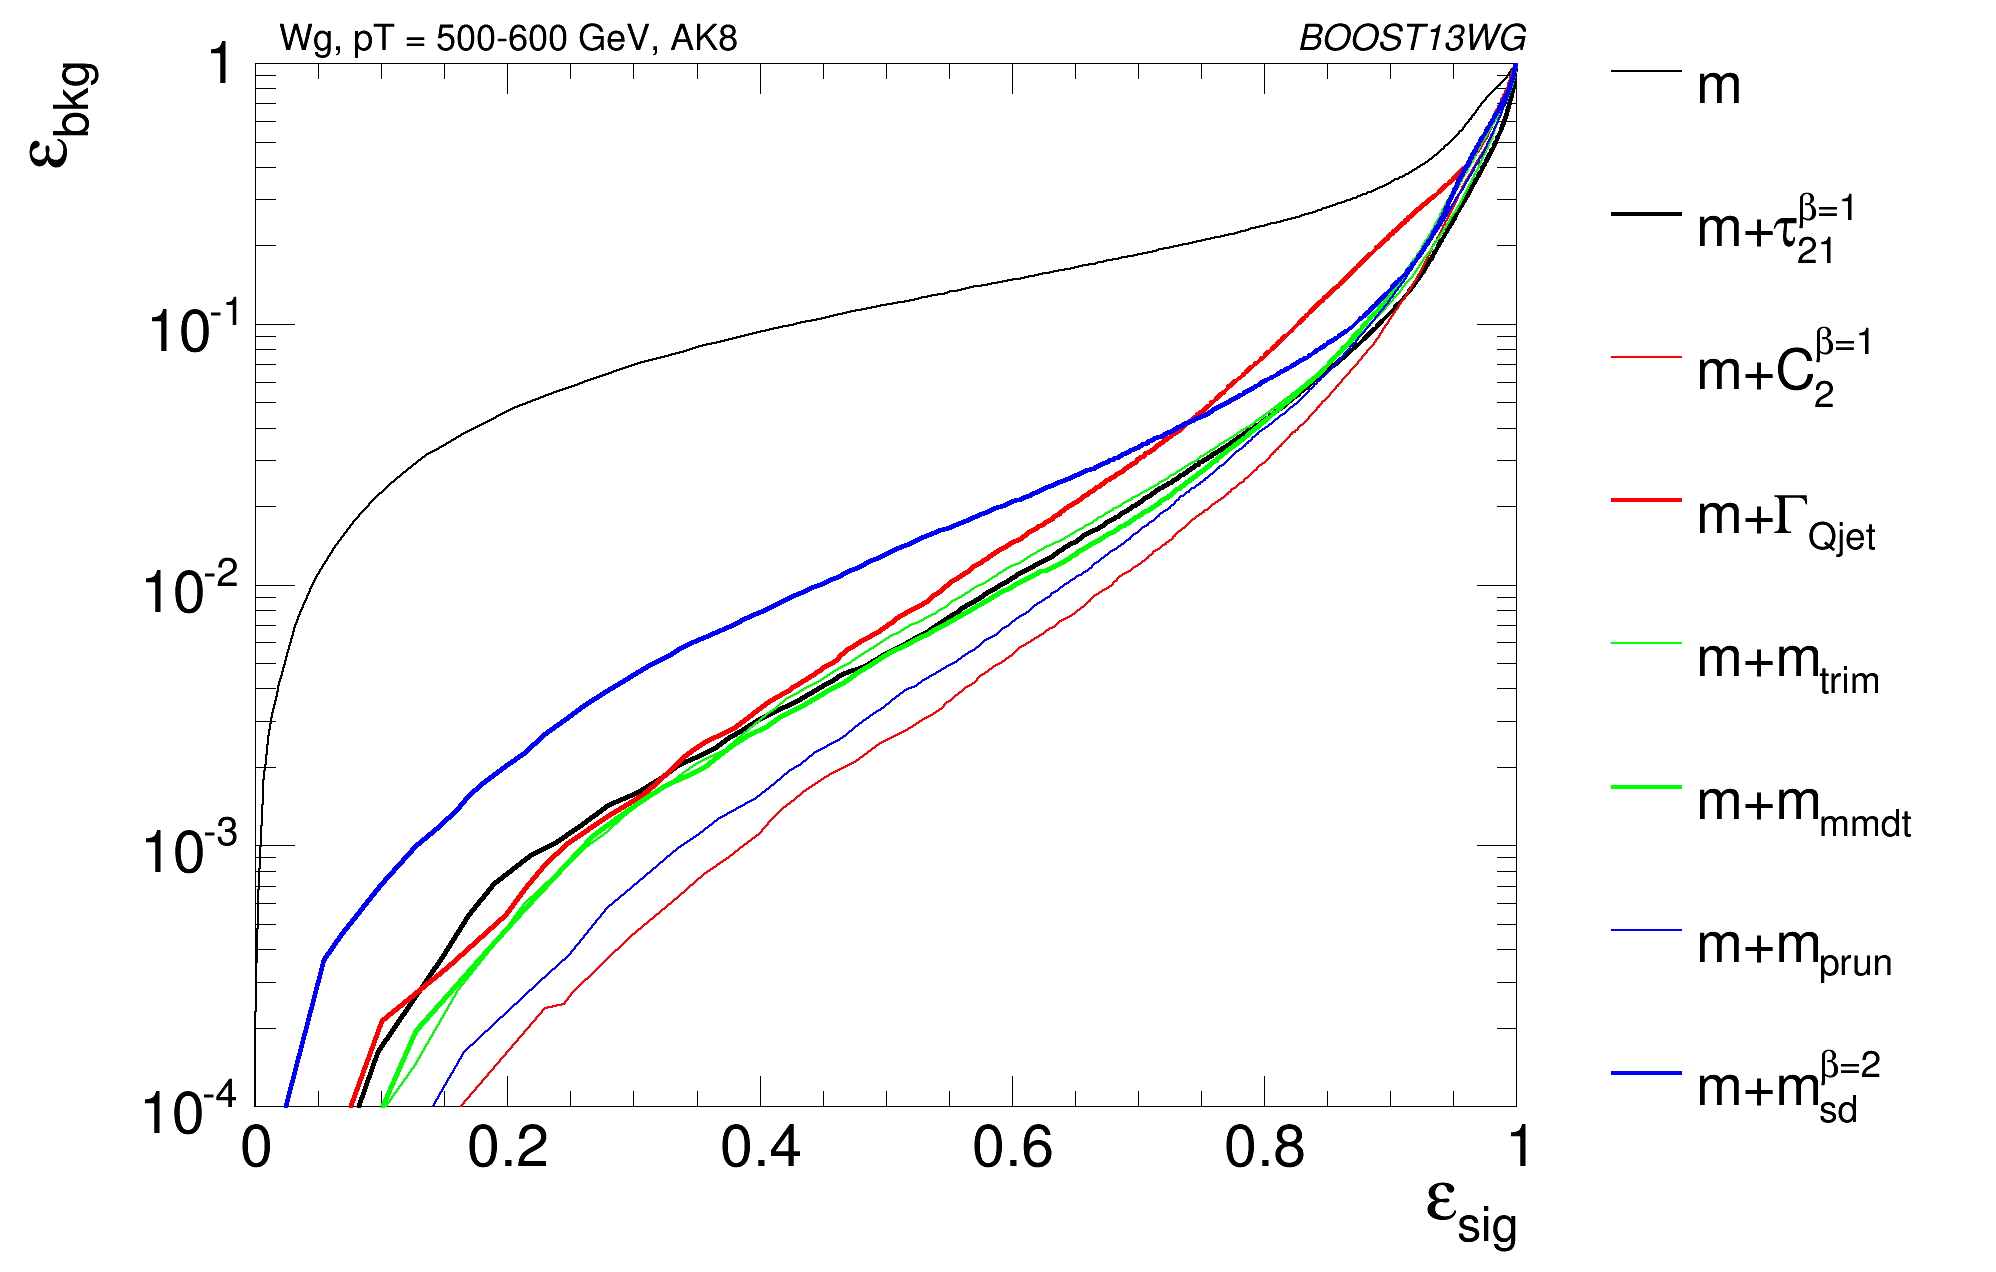 Wg, pT = 500-600 GeV, AK8
BOOST13WG
ε_bkg
1
10^-1
10^-2
10^-3
10^-4
0 0.2 0.4 0.6 0.8 1
ε_sig
m
m+τ_21^β=1
m+C_2^β=1
m+Γ_Qjet
m+m_trim
m+m_mmdt
m+m_prun
m+m_sd^β=2